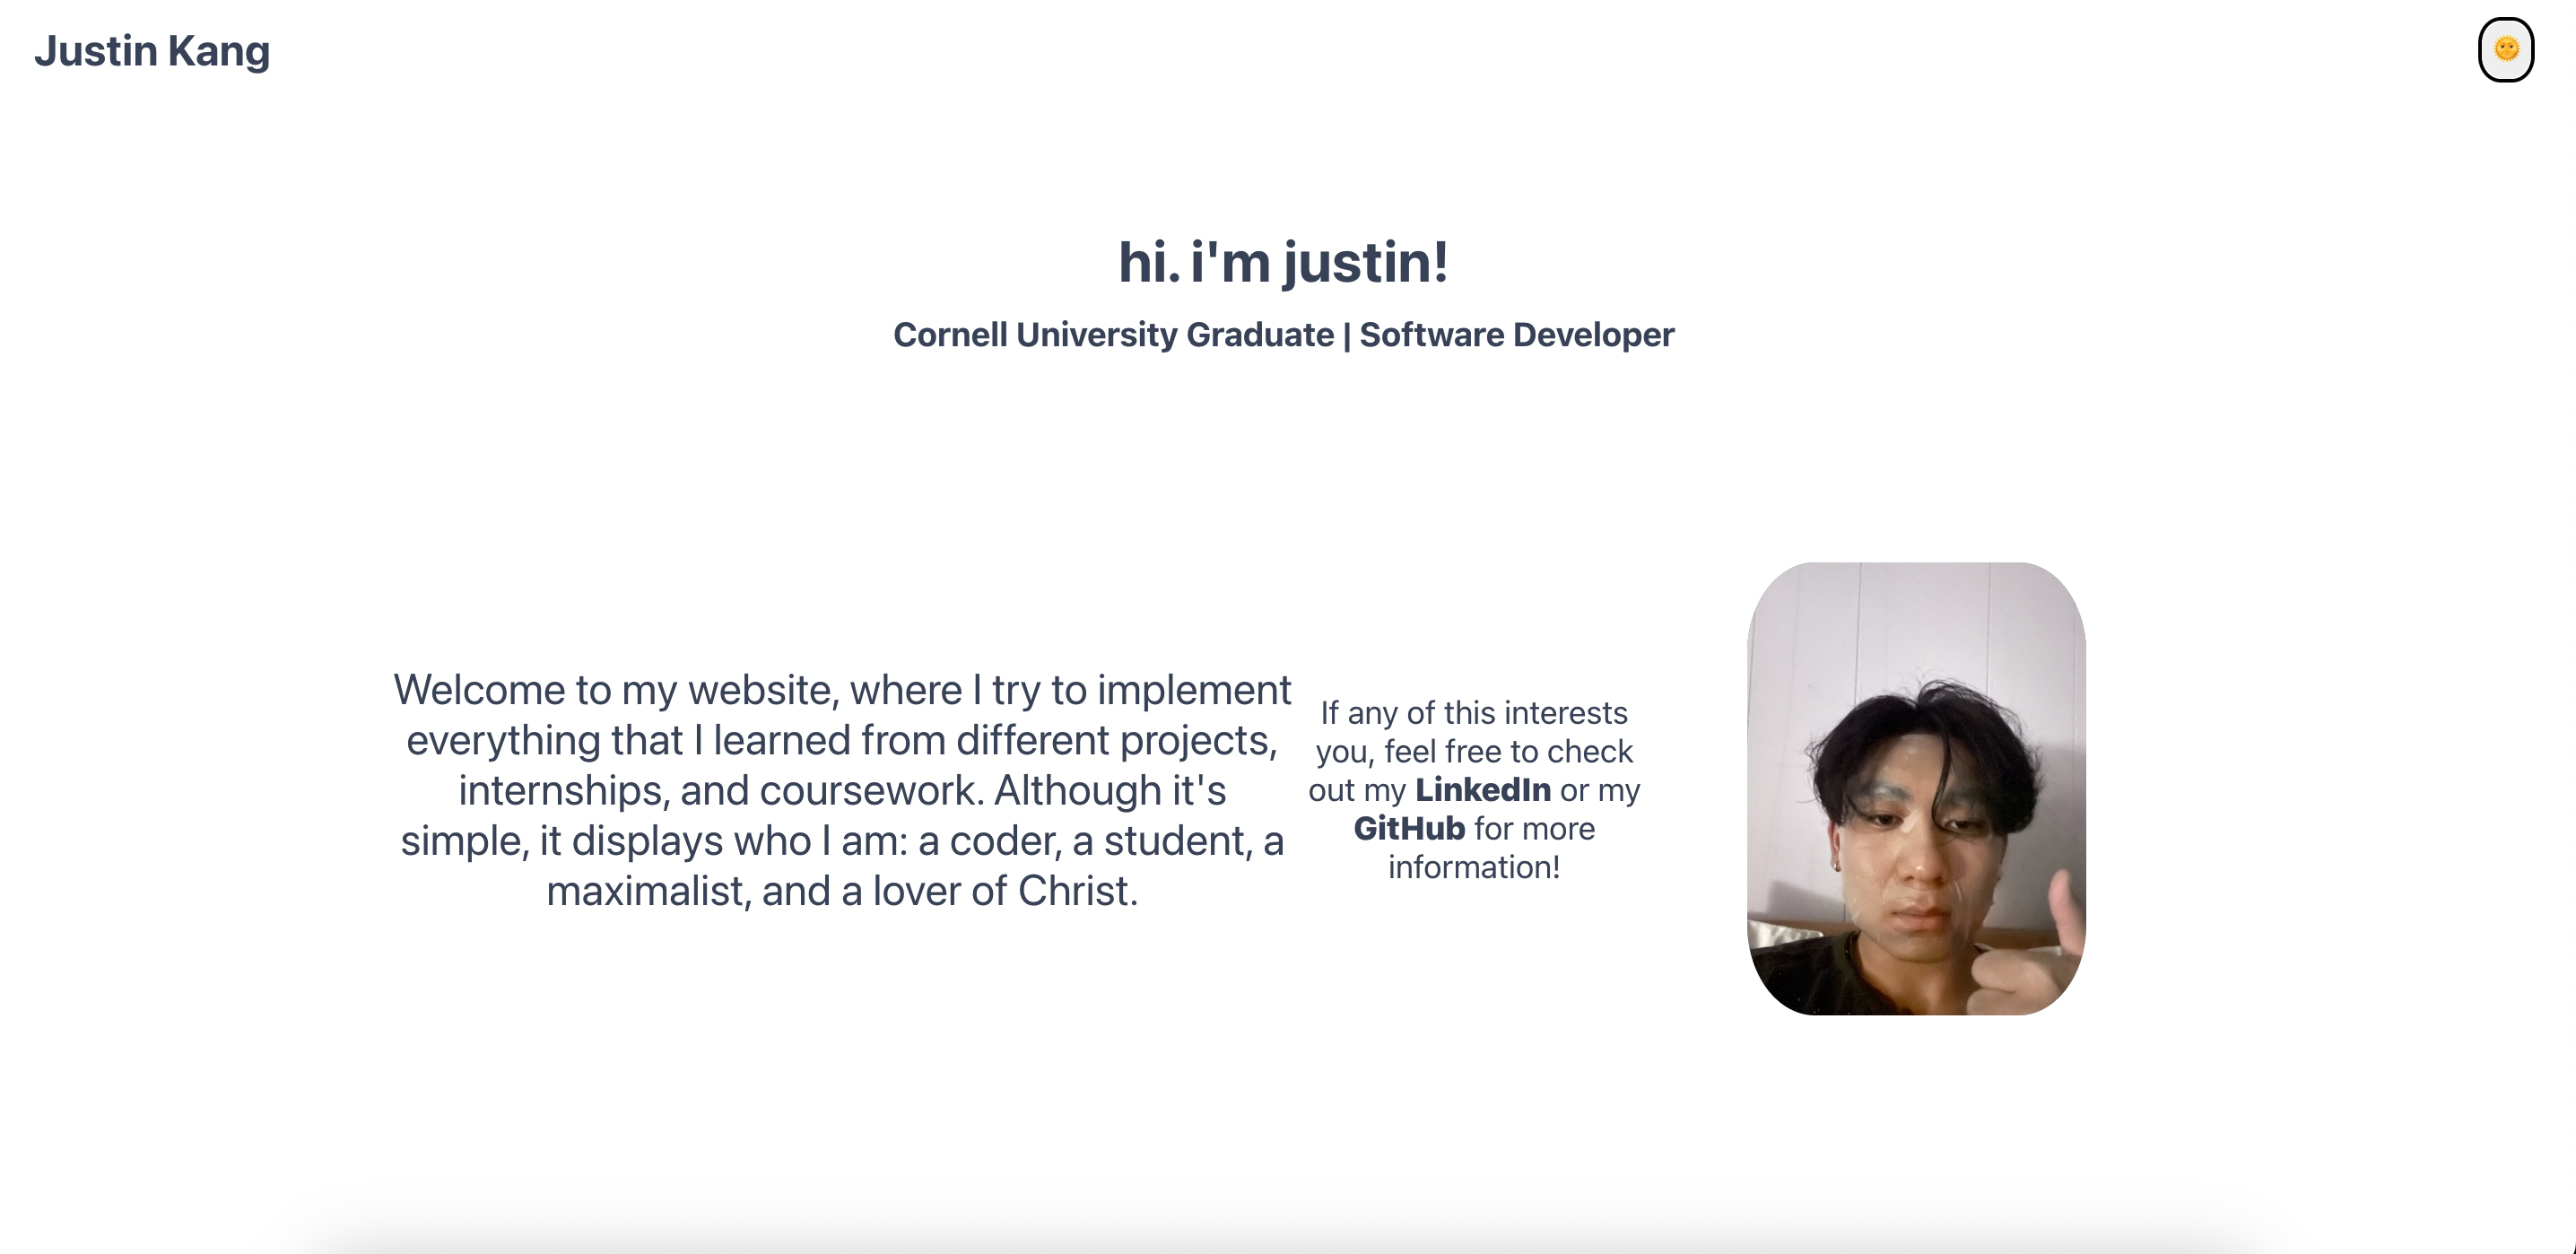 Justin Kang
hi. i'm justin!
Cornell University Graduate | Software Developer
Welcome to my website, where I try to implement
everything that I learned from different projects,
internships, and coursework. Although it's
simple, it displays who I am: a coder, a student, a
maximalist, and a lover of Christ.
If any of this interests
you, feel free to check
out my LinkedIn or my
GitHub for more
information!